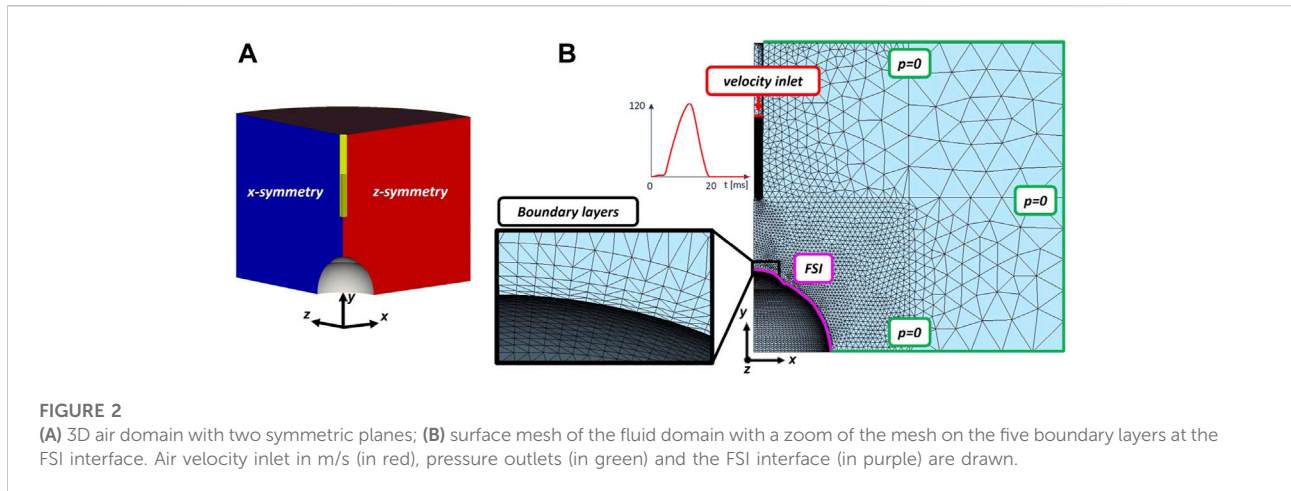 A
B
x-symmetry
z-symmetry
y
z
x
velocity inlet
120
0
20
t [ms]
p=0
p=0
p=0
Boundary layers
FSI
y
z
x
FIGURE 2
(A) 3D air domain with two symmetric planes; (B) surface mesh of the fluid domain with a zoom of the mesh on the five boundary layers at the
FSI interface. Air velocity inlet in m/s (in red), pressure outlets (in green) and the FSI interface (in purple) are drawn.